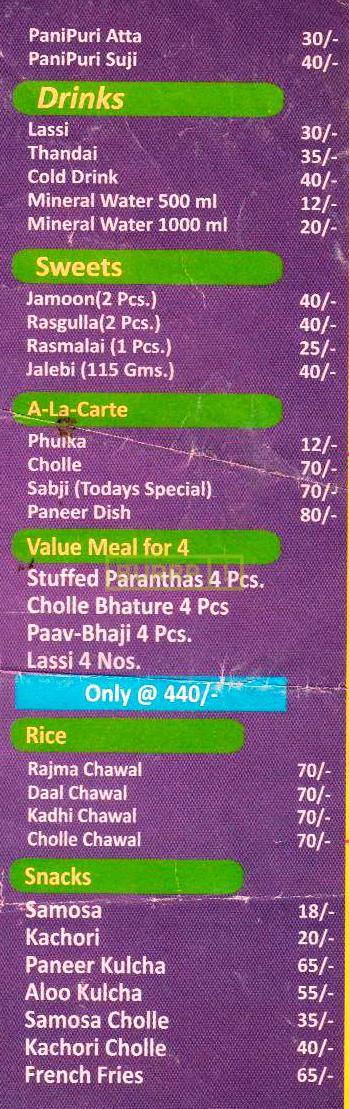 PaniPuri Atta 30/-
PaniPuri Suji 40/-
Drinks
Lassi 30/-
Thandai 35/-
Cold Drink 40/-
Mineral Water 500 ml 12/-
Mineral Water 1000 ml 20/-
Sweets
Jamoon(2 Pcs.) 40/-
Rasgulla(2 Pcs.) 40/-
Rasmalai (1 Pcs.) 25/-
Jalebi (115 Gms.) 40/-
A-La-Carte
Phulka 12/-
Cholle 70/-
Sabji (Todays Special) 70/-
Paneer Dish 80/-
Value Meal for 4
Stuffed Paranthas 4 Pcs.
Cholle Bhature 4 Pcs
Paav-Bhaji 4 Pcs.
Lassi 4 Nos.
Only @ 440/-
Rice
Rajma Chawal 70/-
Daal Chawal 70/-
Kadhi Chawal 70/-
Cholle Chawal 70/-
Snacks
Samosa 18/-
Kachori 20/-
Paneer Kulcha 65/-
Aloo Kulcha 55/-
Samosa Cholle 35/-
Kachori Cholle 40/-
French Fries 65/-